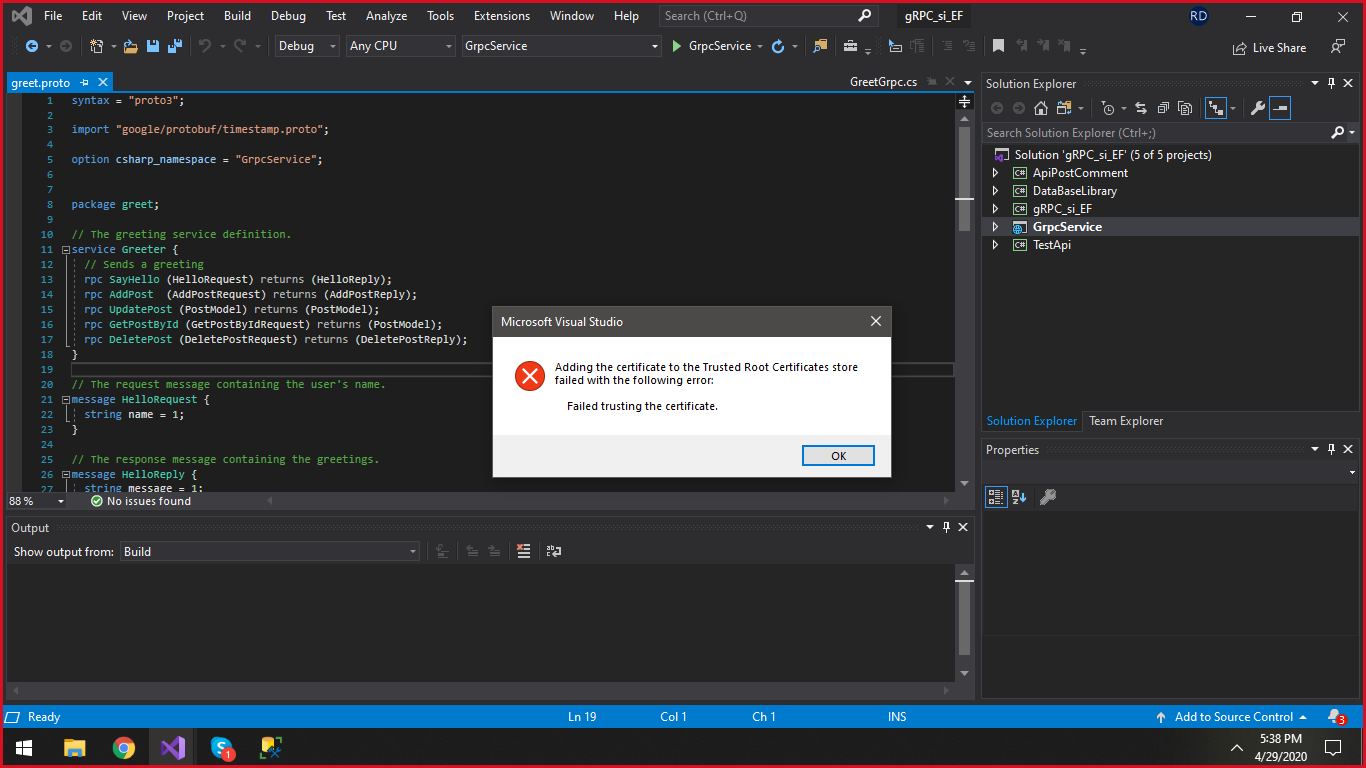 File Edit View Project Build Debug Test Analyze Tools Extensions Window Help Search (Ctrl+Q) gRPC_si_EF RD
Debug Any CPU GrpcService GrpcService Live Share
greet.proto GreetGrpc.cs
1 syntax = "proto3";
2
3 import "google/protobuf/timestamp.proto";
4
5 option csharp_namespace = "GrpcService";
6
7
8 package greet;
9
10 // The greeting service definition.
11 service Greeter {
12 // Sends a greeting
13 rpc SayHello (HelloRequest) returns (HelloReply);
14 rpc AddPost (AddPostRequest) returns (AddPostReply);
15 rpc UpdatePost (PostModel) returns (PostModel);
16 rpc GetPostById (GetPostByIdRequest) returns (PostModel);
17 rpc DeletePost (DeletePostRequest) returns (DeletePostReply);
18 }
19
20 // The request message containing the user's name.
21 message HelloRequest {
22 string name = 1;
23 }
24
25 // The response message containing the greetings.
26 message HelloReply {
27 string message = 1;
88 % No issues found
Microsoft Visual Studio
Adding the certificate to the Trusted Root Certificates store
failed with the following error:
Failed trusting the certificate.
OK
Solution Explorer
Search Solution Explorer (Ctrl+;)
Solution 'gRPC_si_EF' (5 of 5 projects)
C# ApiPostComment
C# DataBaseLibrary
C# gRPC_si_EF
GrpcService
C# TestApi
Solution Explorer Team Explorer
Properties
Output
Show output from: Build
Ready Ln 19 Col 1 Ch 1 INS Add to Source Control 3
1
5:38 PM
4/29/2020